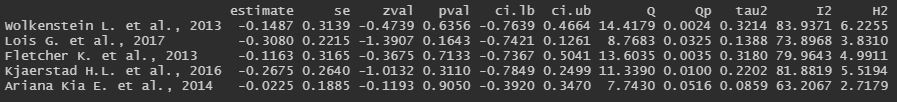 estimate se zval pval ci.lb ci.ub Q Qp tau2 I2 H2
Wolkenstein L. et al., 2013 -0.1487 0.3139 -0.4739 0.6356 -0.7639 0.4664 14.4179 0.0024 0.3214 83.9371 6.2255
Lois G. et al., 2017 -0.3080 0.2215 -1.3907 0.1643 -0.7421 0.1261 8.7683 0.0325 0.1388 73.8968 3.8310
Fletcher K. et al., 2013 -0.1163 0.3165 -0.3675 0.7133 -0.7367 0.5041 13.6035 0.0035 0.3180 79.9643 4.9911
Kjaerstad H.L. et al., 2016 -0.2675 0.2640 -1.0132 0.3110 -0.7849 0.2499 11.3390 0.0100 0.2202 81.8819 5.5194
Ariana Kia E. et al., 2014 -0.0225 0.1885 -0.1193 0.9050 -0.3920 0.3470 7.7430 0.0516 0.0859 63.2067 2.7179